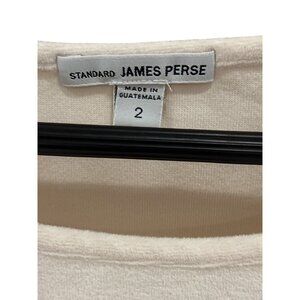 STANDARD JAMES PERSE
MADE IN
GUATEMALA
2